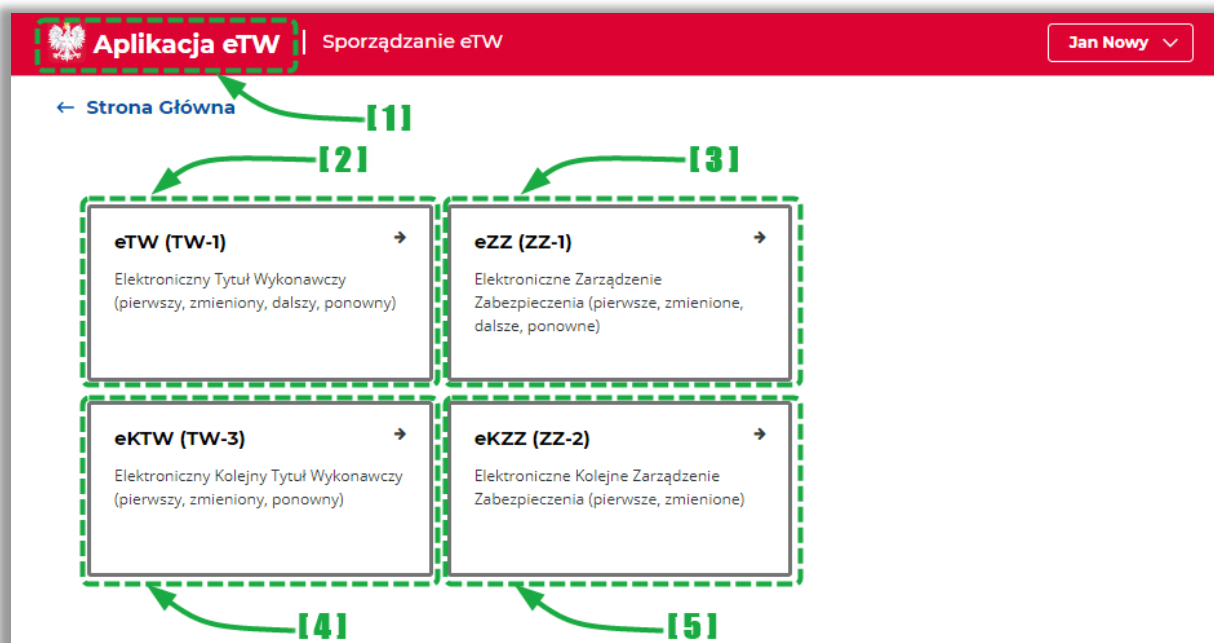 Aplikacja eTW | Sporządzanie eTW
Jan Nowy
← Strona Główna
[1]
[2]
[3]
eTW (TW-1)
Elektroniczny Tytuł Wykonawczy
(pierwszy, zmieniony, dalszy, ponowny)
eZZ (ZZ-1)
Elektroniczne Zarządzenie
Zabezpieczenia (pierwsze, zmienione,
dalsze, ponowne)
eKTW (TW-3)
Elektroniczny Kolejny Tytuł Wykonawczy
(pierwszy, zmieniony, ponowny)
eKZZ (ZZ-2)
Elektroniczne Kolejne Zarządzenie
Zabezpieczenia (pierwsze, zmienione)
[4]
[5]